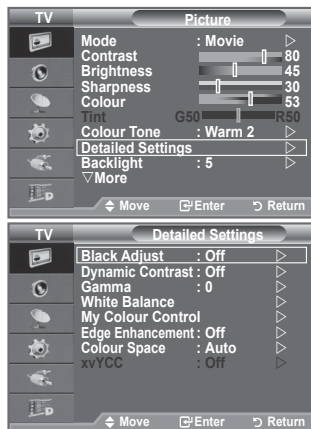 TV Picture
Mode : Movie
Contrast 80
Brightness 45
Sharpness 30
Colour 53
Tint G50 R50
Colour Tone : Warm 2
Detailed Settings
Backlight : 5
▽More
Move Enter Return
TV Detailed Settings
Black Adjust : Off
Dynamic Contrast : Off
Gamma : 0
White Balance
My Colour Control
Edge Enhancement : Off
Colour Space : Auto
xvYCC : Off
Move Enter Return